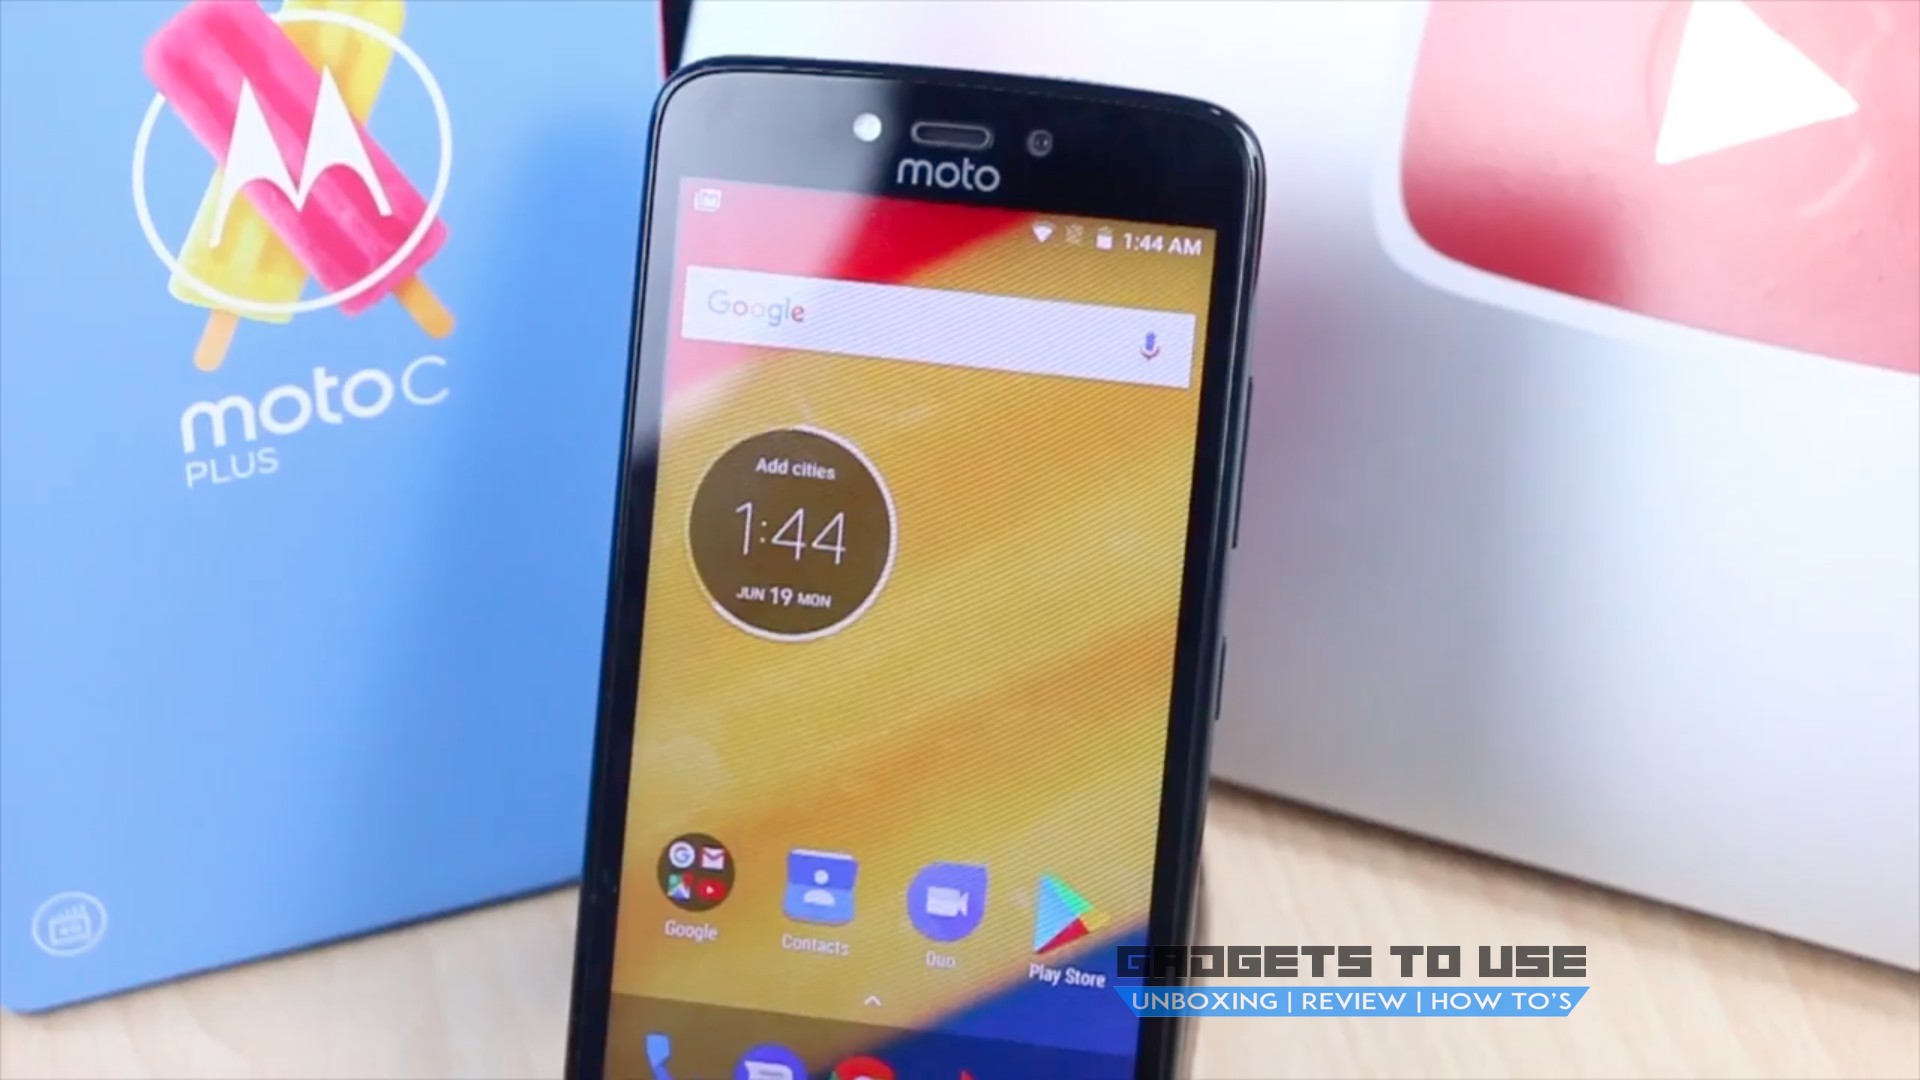 moto c
PLUS
moto
1:44 AM
Google
Add cities
1:44
JUN 19 MON
Google
Contacts
Duo
Play Store
GADGETS TO USE
UNBOXING | REVIEW | HOW TO'S